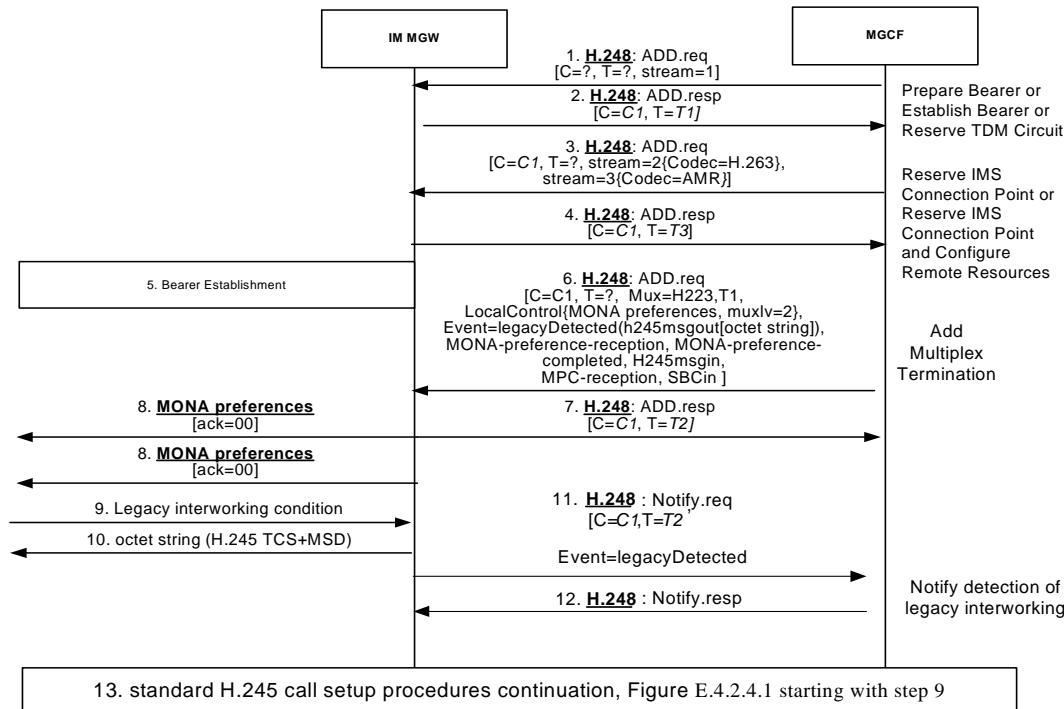 IM MGW
MGCF
1. H.248: ADD.req
[C=?, T=?, stream=1]
Prepare Bearer or
Establish Bearer or
Reserve TDM Circuit
2. H.248: ADD.resp
[C=C1, T=T1]
3. H.248: ADD.req
[C=C1, T=?, stream=2{Codec=H.263},
stream=3{Codec=AMR}]
Reserve IMS
Connection Point or
Reserve IMS
Connection Point
and Configure
Remote Resources
4. H.248: ADD.resp
[C=C1, T=T3]
5. Bearer Establishment
6. H.248: ADD.req
[C=C1, T=?, Mux=H223,T1,
LocalControl{MONA preferences, muxlv=2},
Event=legacyDetected(h245msgout[octet string]),
MONA-preference-reception, MONA-preference-
completed, H245msgin,
MPC-reception, SBCin ]
Add
Multiplex
Termination
8. MONA preferences
[ack=00]
7. H.248: ADD.resp
[C=C1, T=T2]
8. MONA preferences
[ack=00]
9. Legacy interworking condition
10. octet string (H.245 TCS+MSD)
11. H.248 : Notify.req
[C=C1,T=T2 ,
Event=legacyDetected
12. H.248 : Notify.resp
Notify detection of
legacy interworking
13. standard H.245 call setup procedures continuation, Figure E.4.2.4.1 starting with step 9